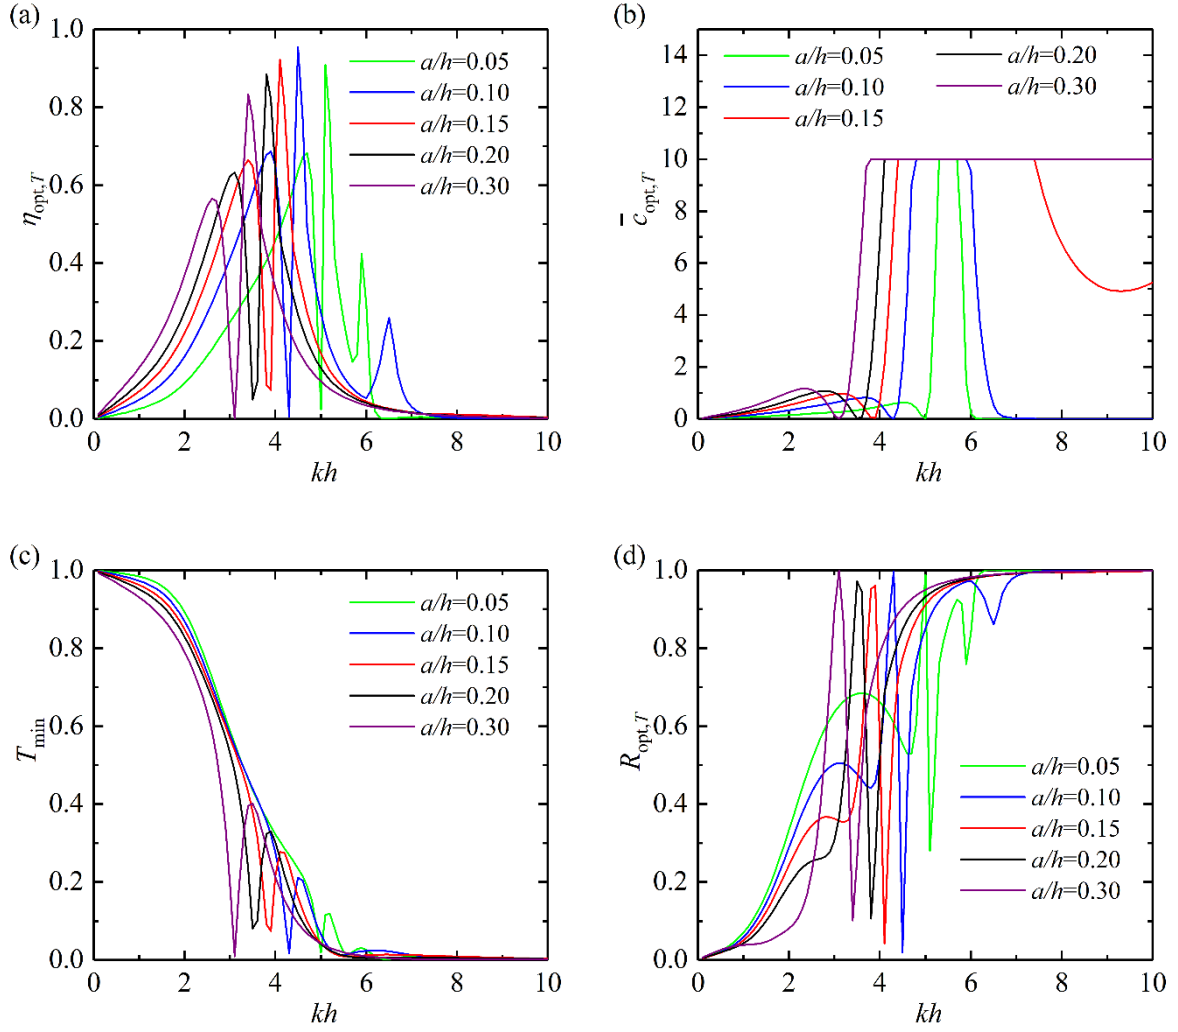 (a)
1.0
0.8
0.6
0.4
0.2
0.0
η_opt,T
a/h=0.05
a/h=0.10
a/h=0.15
a/h=0.20
a/h=0.30
0 2 4 6 8 10
kh
(b)
14
12
10
8
6
4
2
0
c̄_opt,T
a/h=0.05 a/h=0.20
a/h=0.10 a/h=0.30
a/h=0.15
0 2 4 6 8 10
kh
(c)
1.0
0.8
0.6
0.4
0.2
0.0
T_min
a/h=0.05
a/h=0.10
a/h=0.15
a/h=0.20
a/h=0.30
0 2 4 6 8 10
kh
(d)
1.0
0.8
0.6
0.4
0.2
0.0
R_opt,T
a/h=0.05
a/h=0.10
a/h=0.15
a/h=0.20
a/h=0.30
0 2 4 6 8 10
kh